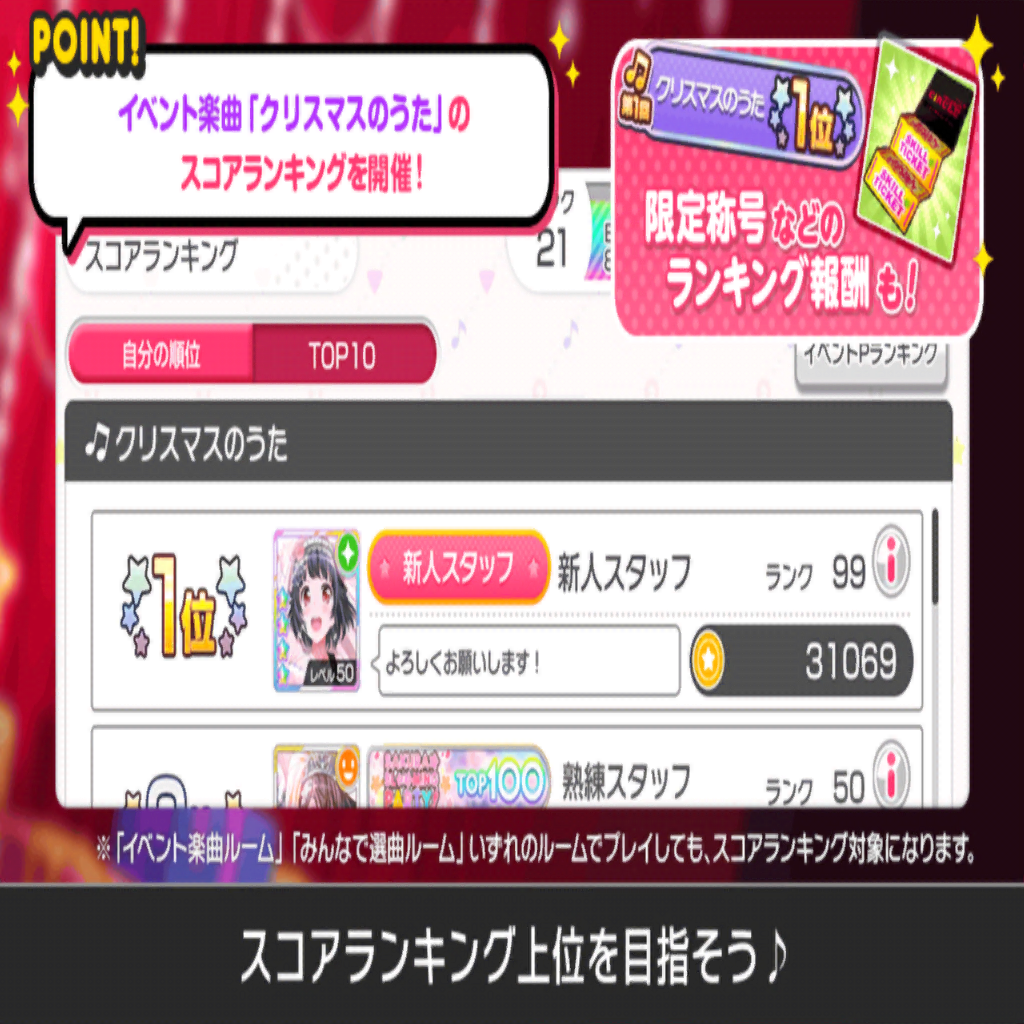 POINT!
イベント楽曲「クリスマスのうた」の
スコアランキングを開催!
第1回
クリスマスのうた
1位
SKILL TICKET
SKILL TICKET
限定称号などの
ランキング報酬も!
スコアランキング
ク
21
自分の順位
TOP10
イベントPランキング
クリスマスのうた
1位
レベル50
新人スタッフ
新人スタッフ
ランク 99
よろしくお願いします!
31069
TOP100
熟練スタッフ
ランク 50
※「イベント楽曲ルーム」「みんなで選曲ルーム」いずれのルームでプレイしても、スコアランキング対象になります。
スコアランキング上位を目指そう♪